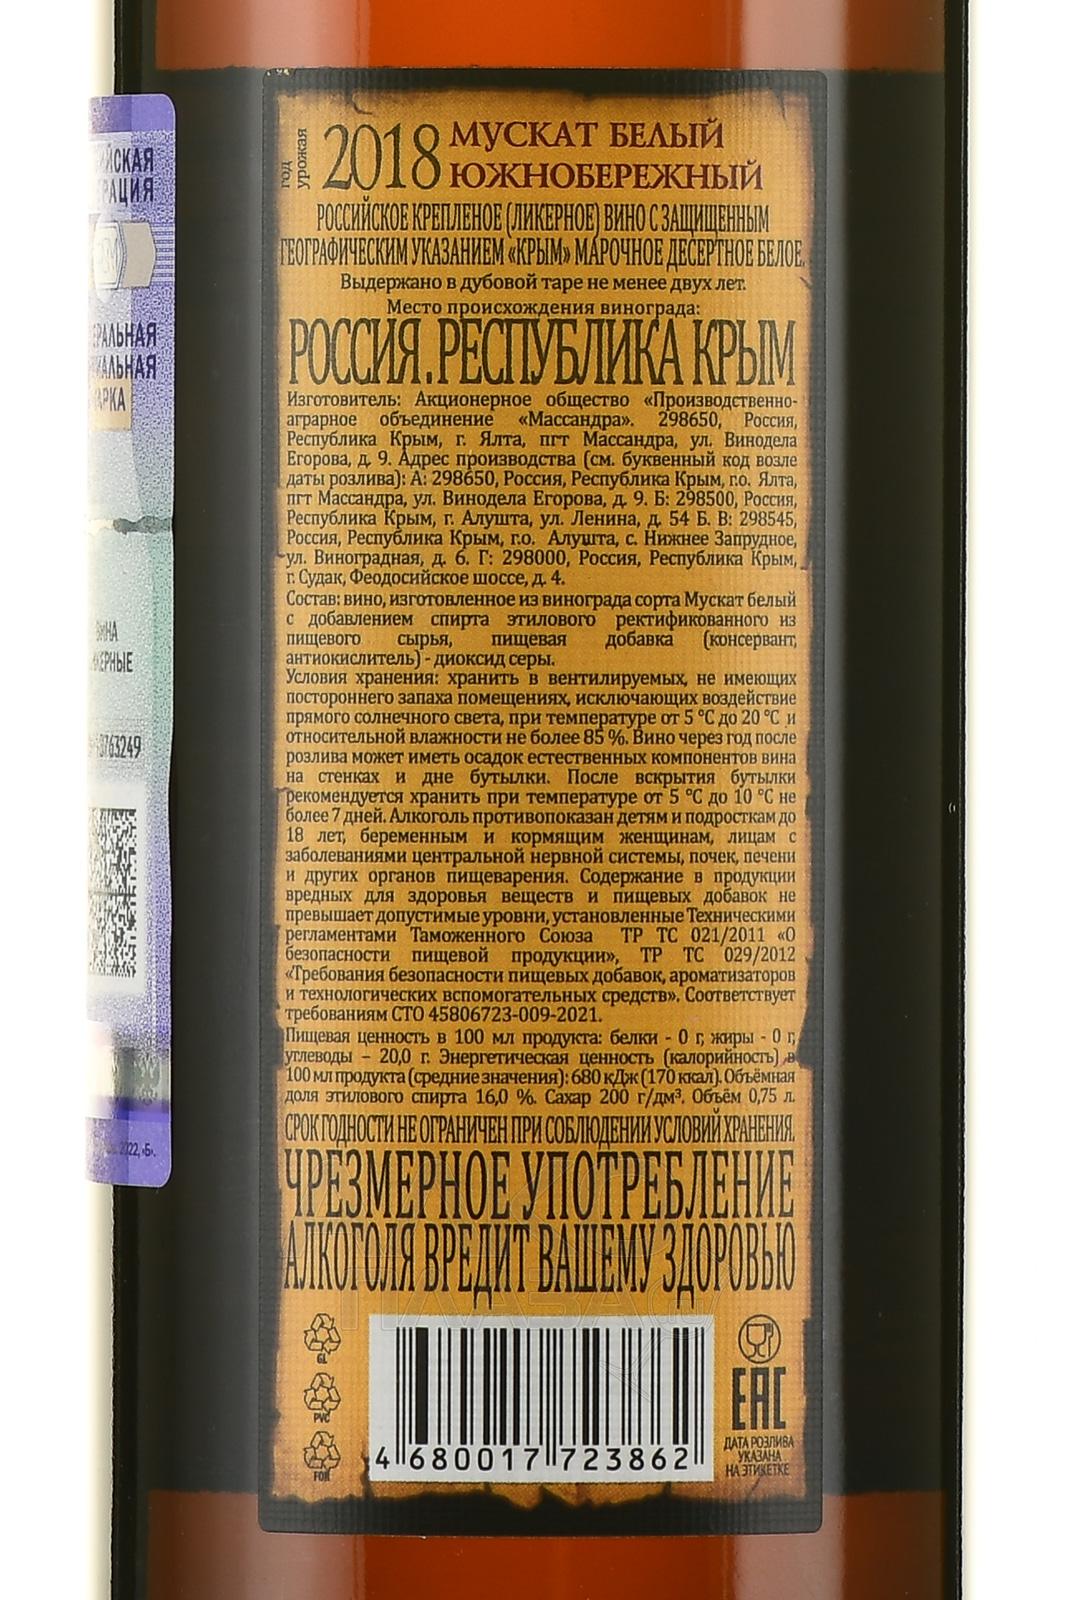 год урожая
2018
МУСКАТ БЕЛЫЙ
ЮЖНОБЕРЕЖНЫЙ
РОССИЙСКОЕ КРЕПЛЕНОЕ (ЛИКЕРНОЕ) ВИНО С ЗАЩИЩЕННЫМ
ГЕОГРАФИЧЕСКИМ УКАЗАНИЕМ «КРЫМ» МАРОЧНОЕ ДЕСЕРТНОЕ БЕЛОЕ.
Выдержано в дубовой таре не менее двух лет.
Место происхождения винограда:
РОССИЯ. РЕСПУБЛИКА КРЫМ
Изготовитель: Акционерное общество «Производственно-
аграрное объединение «Массандра». 298650, Россия,
Республика Крым, г. Ялта, пгт Массандра, ул. Винодела
Егорова, д. 9. Адрес производства (см. буквенный код возле
даты розлива): А: 298650, Россия, Республика Крым, г.о. Ялта,
пгт Массандра, ул. Винодела Егорова, д. 9. Б: 298500, Россия,
Республика Крым, г. Алушта, ул. Ленина, д. 54 Б. В: 298545,
Россия, Республика Крым, г.о. Алушта, с. Нижнее Запрудное,
ул. Виноградная, д. 6. Г: 298000, Россия, Республика Крым,
г. Судак, Феодосийское шоссе, д. 4.
Состав: вино, изготовленное из винограда сорта Мускат белый
с добавлением спирта этилового ректификованного из
пищевого сырья, пищевая добавка (консервант,
антиокислитель) - диоксид серы.
Условия хранения: хранить в вентилируемых, не имеющих
постороннего запаха помещениях, исключающих воздействие
прямого солнечного света, при температуре от 5 °С до 20 °С и
относительной влажности не более 85 %. Вино через год после
розлива может иметь осадок естественных компонентов вина
на стенках и дне бутылки. После вскрытия бутылки
рекомендуется хранить при температуре от 5 °С до 10 °С не
более 7 дней. Алкоголь противопоказан детям и подросткам до
18 лет, беременным и кормящим женщинам, лицам с
заболеваниями центральной нервной системы, почек, печени
и других органов пищеварения. Содержание в продукции
вредных для здоровья веществ и пищевых добавок не
превышает допустимые уровни, установленные Техническими
регламентами Таможенного Союза ТР ТС 021/2011 «О
безопасности пищевой продукции», ТР ТС 029/2012
«Требования безопасности пищевых добавок, ароматизаторов
и технологических вспомогательных средств». Соответствует
требованиям СТО 45806723-009-2021.
Пищевая ценность в 100 мл продукта: белки - 0 г, жиры - 0 г,
углеводы – 20,0 г. Энергетическая ценность (калорийность) в
100 мл продукта (средние значения): 680 кДж (170 ккал). Объёмная
доля этилового спирта 16,0 %. Сахар 200 г/дм³. Объём 0,75 л.
СРОК ГОДНОСТИ НЕ ОГРАНИЧЕН ПРИ СОБЛЮДЕНИИ УСЛОВИЙ ХРАНЕНИЯ.
ЧРЕЗМЕРНОЕ УПОТРЕБЛЕНИЕ
АЛКОГОЛЯ ВРЕДИТ ВАШЕМУ ЗДОРОВЬЮ
GL
PVC
FOR
4 680017 723862
EAC
ДАТА РОЗЛИВА
УКАЗАНА
НА ЭТИКЕТКЕ
ЙСКАЯ
РАЦИЯ
РАЛЬНАЯ
АЛЬНАЯ
АРКА
ВИНА
КЕРНЫЕ
0763249
2022, «Б».